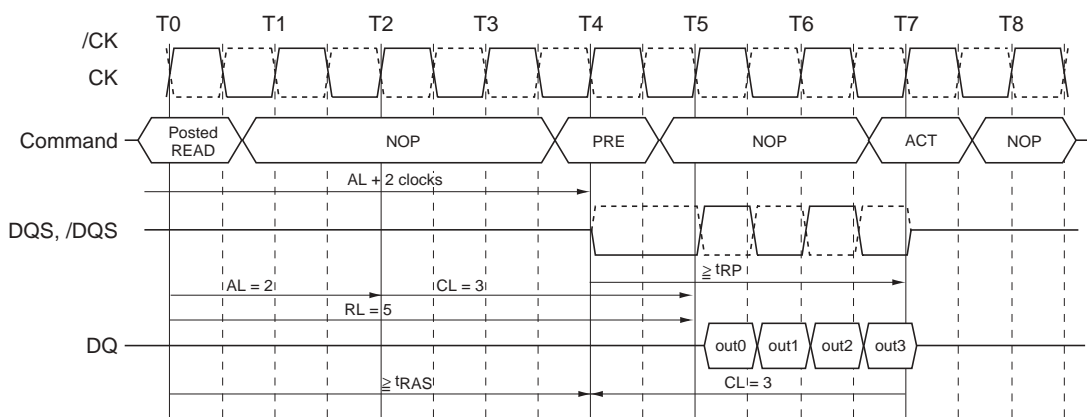 T0 T1 T2 T3 T4 T5 T6 T7 T8
/CK
CK
Command
Posted
READ
NOP
PRE
NOP
ACT
NOP
AL + 2 clocks
DQS, /DQS
≧ tRP
AL = 2
CL = 3
RL = 5
DQ
out0 out1 out2 out3
≧ tRAS
CL = 3